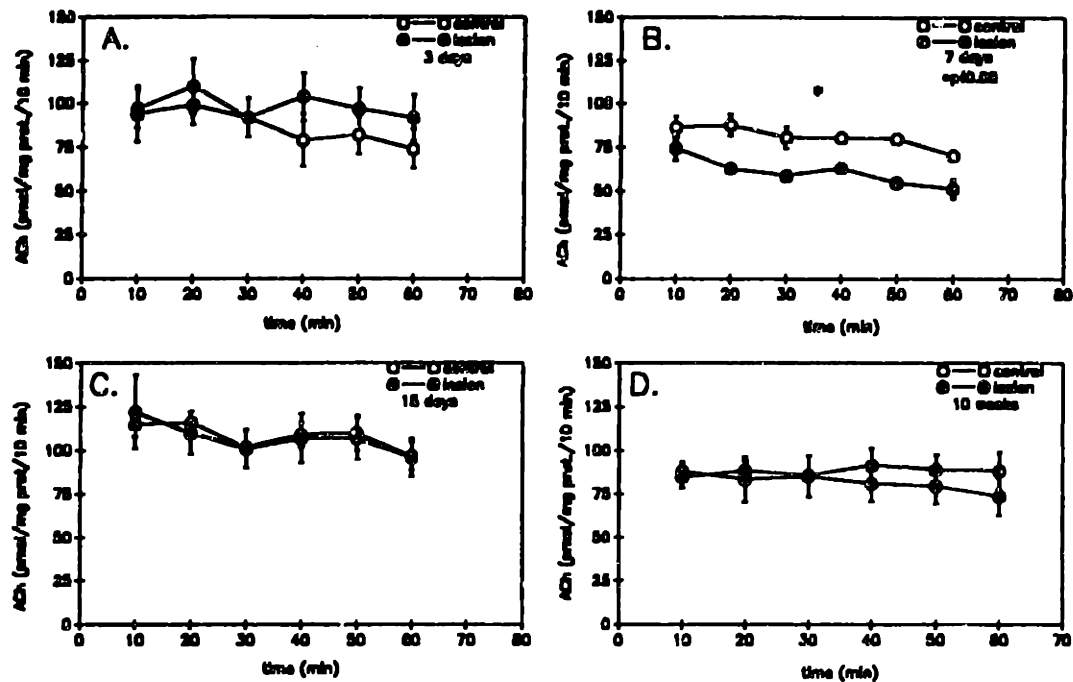 A.
control
lesion
3 days
ACh (pmol/mg prot./10 min)
150
125
100
75
50
25
0
0 10 20 30 40 50 60 70 80
time (min)
B.
control
lesion
7 days
*
ACh (pmol/mg prot./10 min)
150
125
100
75
50
25
0
0 10 20 30 40 50 60 70 80
time (min)
C.
control
lesion
days
ACh (pmol/mg prot./10 min)
150
125
100
75
50
25
0
0 10 20 30 40 50 60 70 80
time (min)
D.
control
lesion
10 weeks
ACh (pmol/mg prot./10 min)
150
125
100
75
50
25
0
0 10 20 30 40 50 60 70
time (min)